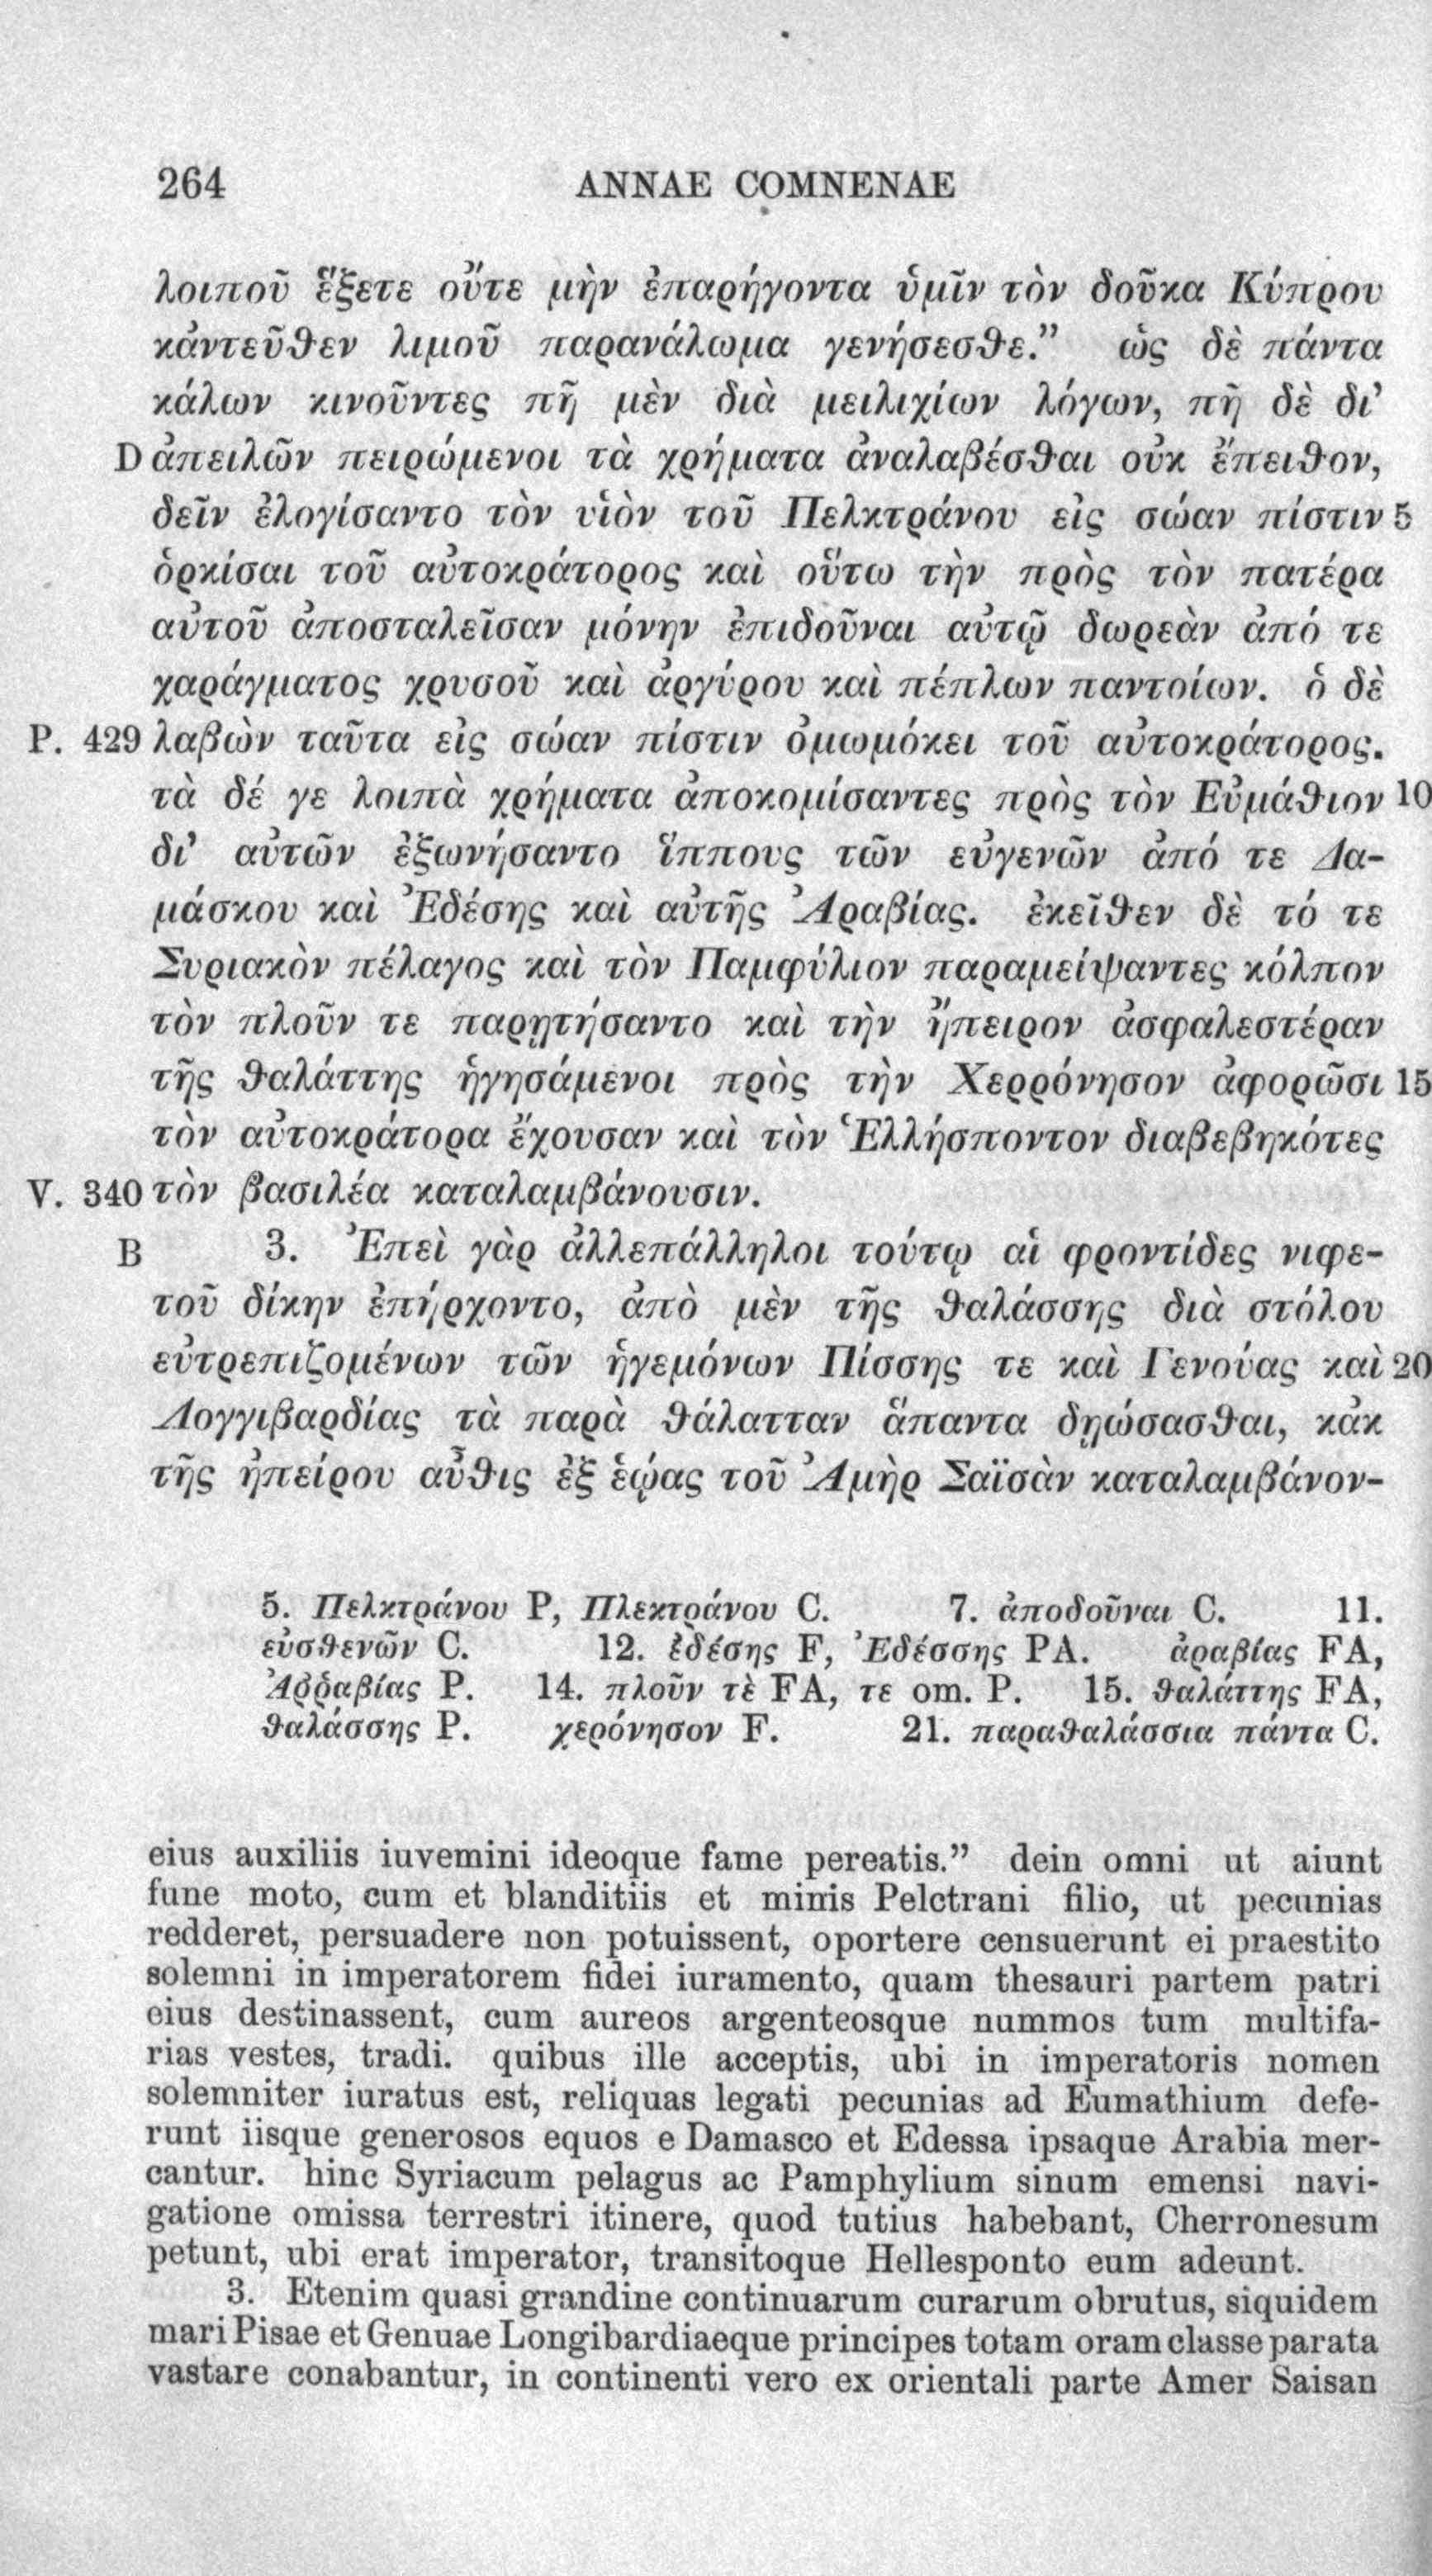 264 ANNAE COMNENAE
λοιποῦ ἕξετε οὔτε μὴν ἐπαρήγοντα ὑμῖν τὸν δοῦκα Κύπρου
κἀντεῦθεν λιμοῦ παρανάλωμα γενήσεσθε.” ὡς δὲ πάντα
κάλων κινοῦντες πῆ μὲν διὰ μειλιχίων λόγων, πῆ δὲ δι’
D ἀπειλῶν πειρώμενοι τὰ χρήματα ἀναλαβέσθαι οὐκ ἔπειθον,
δεῖν ἐλογίσαντο τὸν υἱὸν τοῦ Πελκτράνου εἰς σώαν πίστιν 5
ὁρκίσαι τοῦ αὐτοκράτορος καὶ οὕτω τὴν πρὸς τὸν πατέρα
αὐτοῦ ἀποσταλεῖσαν μόνην ἐπιδοῦναι αὐτῷ δωρεὰν ἀπό τε
χαράγματος χρυσοῦ καὶ ἀργύρου καὶ πέπλων παντοίων. ὁ δὲ
P. 429 λαβὼν ταῦτα εἰς σώαν πίστιν ὀμωμόκει τοῦ αὐτοκράτορος.
τὰ δέ γε λοιπὰ χρήματα ἀποκομίσαντες πρὸς τὸν Εὐμάθιον 10
δι’ αὐτῶν ἐξωνήσαντο ἵππους τῶν εὐγενῶν ἀπό τε Δα-
μάσκου καὶ Ἐδέσης καὶ αὐτῆς Ἀραβίας. ἐκεῖθεν δὲ τό τε
Συριακὸν πέλαγος καὶ τὸν Παμφύλιον παραμείψαντες κόλπον
τὸν πλοῦν τε παρῃτήσαντο καὶ τὴν ἤπειρον ἀσφαλεστέραν
τῆς θαλάττης ἡγησάμενοι πρὸς τὴν Χερρόνησον ἀφορῶσι 15
τὸν αὐτοκράτορα ἔχουσαν καὶ τὸν Ἑλλήσποντον διαβεβηκότες
V. 340 τὸν βασιλέα καταλαμβάνουσιν.
B 3. Ἐπεὶ γὰρ ἀλλεπάλληλοι τούτῳ αἱ φροντίδες νιφε-
τοῦ δίκην ἐπήρχοντο, ἀπὸ μὲν τῆς θαλάσσης διὰ στόλου
εὐτρεπιζομένων τῶν ἡγεμόνων Πίσσης τε καὶ Γενούας καὶ 20
Λογγιβαρδίας τὰ παρὰ θάλατταν ἅπαντα δῃώσασθαι, κἀκ
τῆς ἠπείρου αὖθις ἐξ ἑῴας τοῦ Ἀμὴρ Σαϊσὰν καταλαμβάνον-
5. Πελκτράνου P, Πλεκτράνου C. 7. ἀποδοῦναι C. 11.
εὐσθενῶν C. 12. ἐδέσης F, Ἐδέσσης PA. ἀραβίας FA,
Ἀῤῥαβίας P. 14. πλοῦν τὲ FA, τε om. P. 15. θαλάττης FA,
θαλάσσης P. χερόνησον F. 21. παραθαλάσσια πάντα C.
eius auxiliis iuvemini ideoque fame pereatis.” dein omni ut aiunt
fune moto, cum et blanditiis et minis Pelctrani filio, ut pecunias
redderet, persuadere non potuissent, oportere censuerunt ei praestito
solemni in imperatorem fidei iuramento, quam thesauri partem patri
eius destinassent, cum aureos argenteosque nummos tum multifa-
rias vestes, tradi. quibus ille acceptis, ubi in imperatoris nomen
solemniter iuratus est, reliquas legati pecunias ad Eumathium defe-
runt iisque generosos equos e Damasco et Edessa ipsaque Arabia mer-
cantur. hinc Syriacum pelagus ac Pamphylium sinum emensi navi-
gatione omissa terrestri itinere, quod tutius habebant, Cherronesum
petunt, ubi erat imperator, transitoque Hellesponto eum adeunt.
3. Etenim quasi grandine continuarum curarum obrutus, siquidem
mari Pisae et Genuae Longibardiaeque principes totam oram classe parata
vastare conabantur, in continenti vero ex orientali parte Amer Saisan